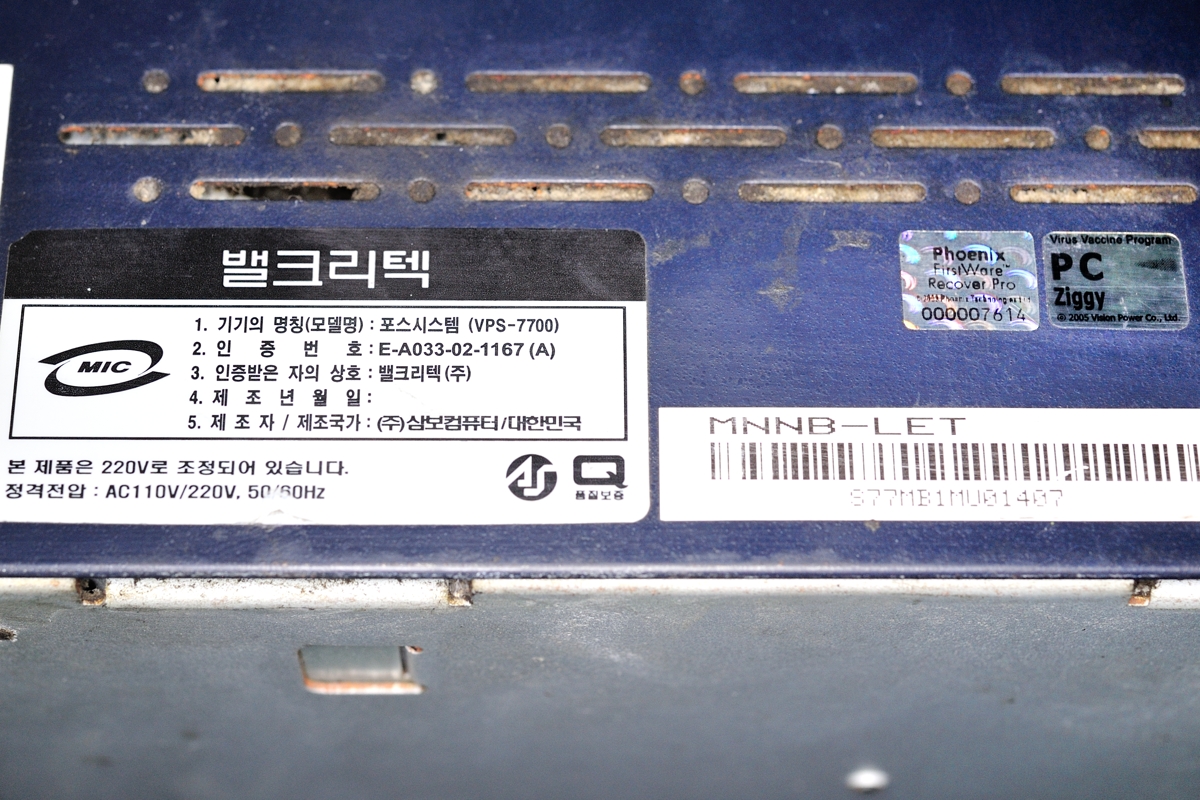 밸크리텍
MIC
1. 기기의 명칭(모델명) : 포스시스템 (VPS-7700)
2. 인 증 번 호 : E-A033-02-1167 (A)
3. 인증받은 자의 상호 : 밸크리텍(주)
4. 제 조 년 월 일 :
5. 제 조 자 / 제조국가 : (주)삼보컴퓨터/대한민국
본 제품은 220V로 조정되어 있습니다.
정격전압 : AC110V/220V, 50/60Hz
AS
Q
품질보증
Phoenix
FirstWare™
Recover Pro
000007614
Virus Vaccine Program
PC
Ziggy
© 2005 Vision Power Co., Ltd.
MNNB-LET
S77MB1MU01407